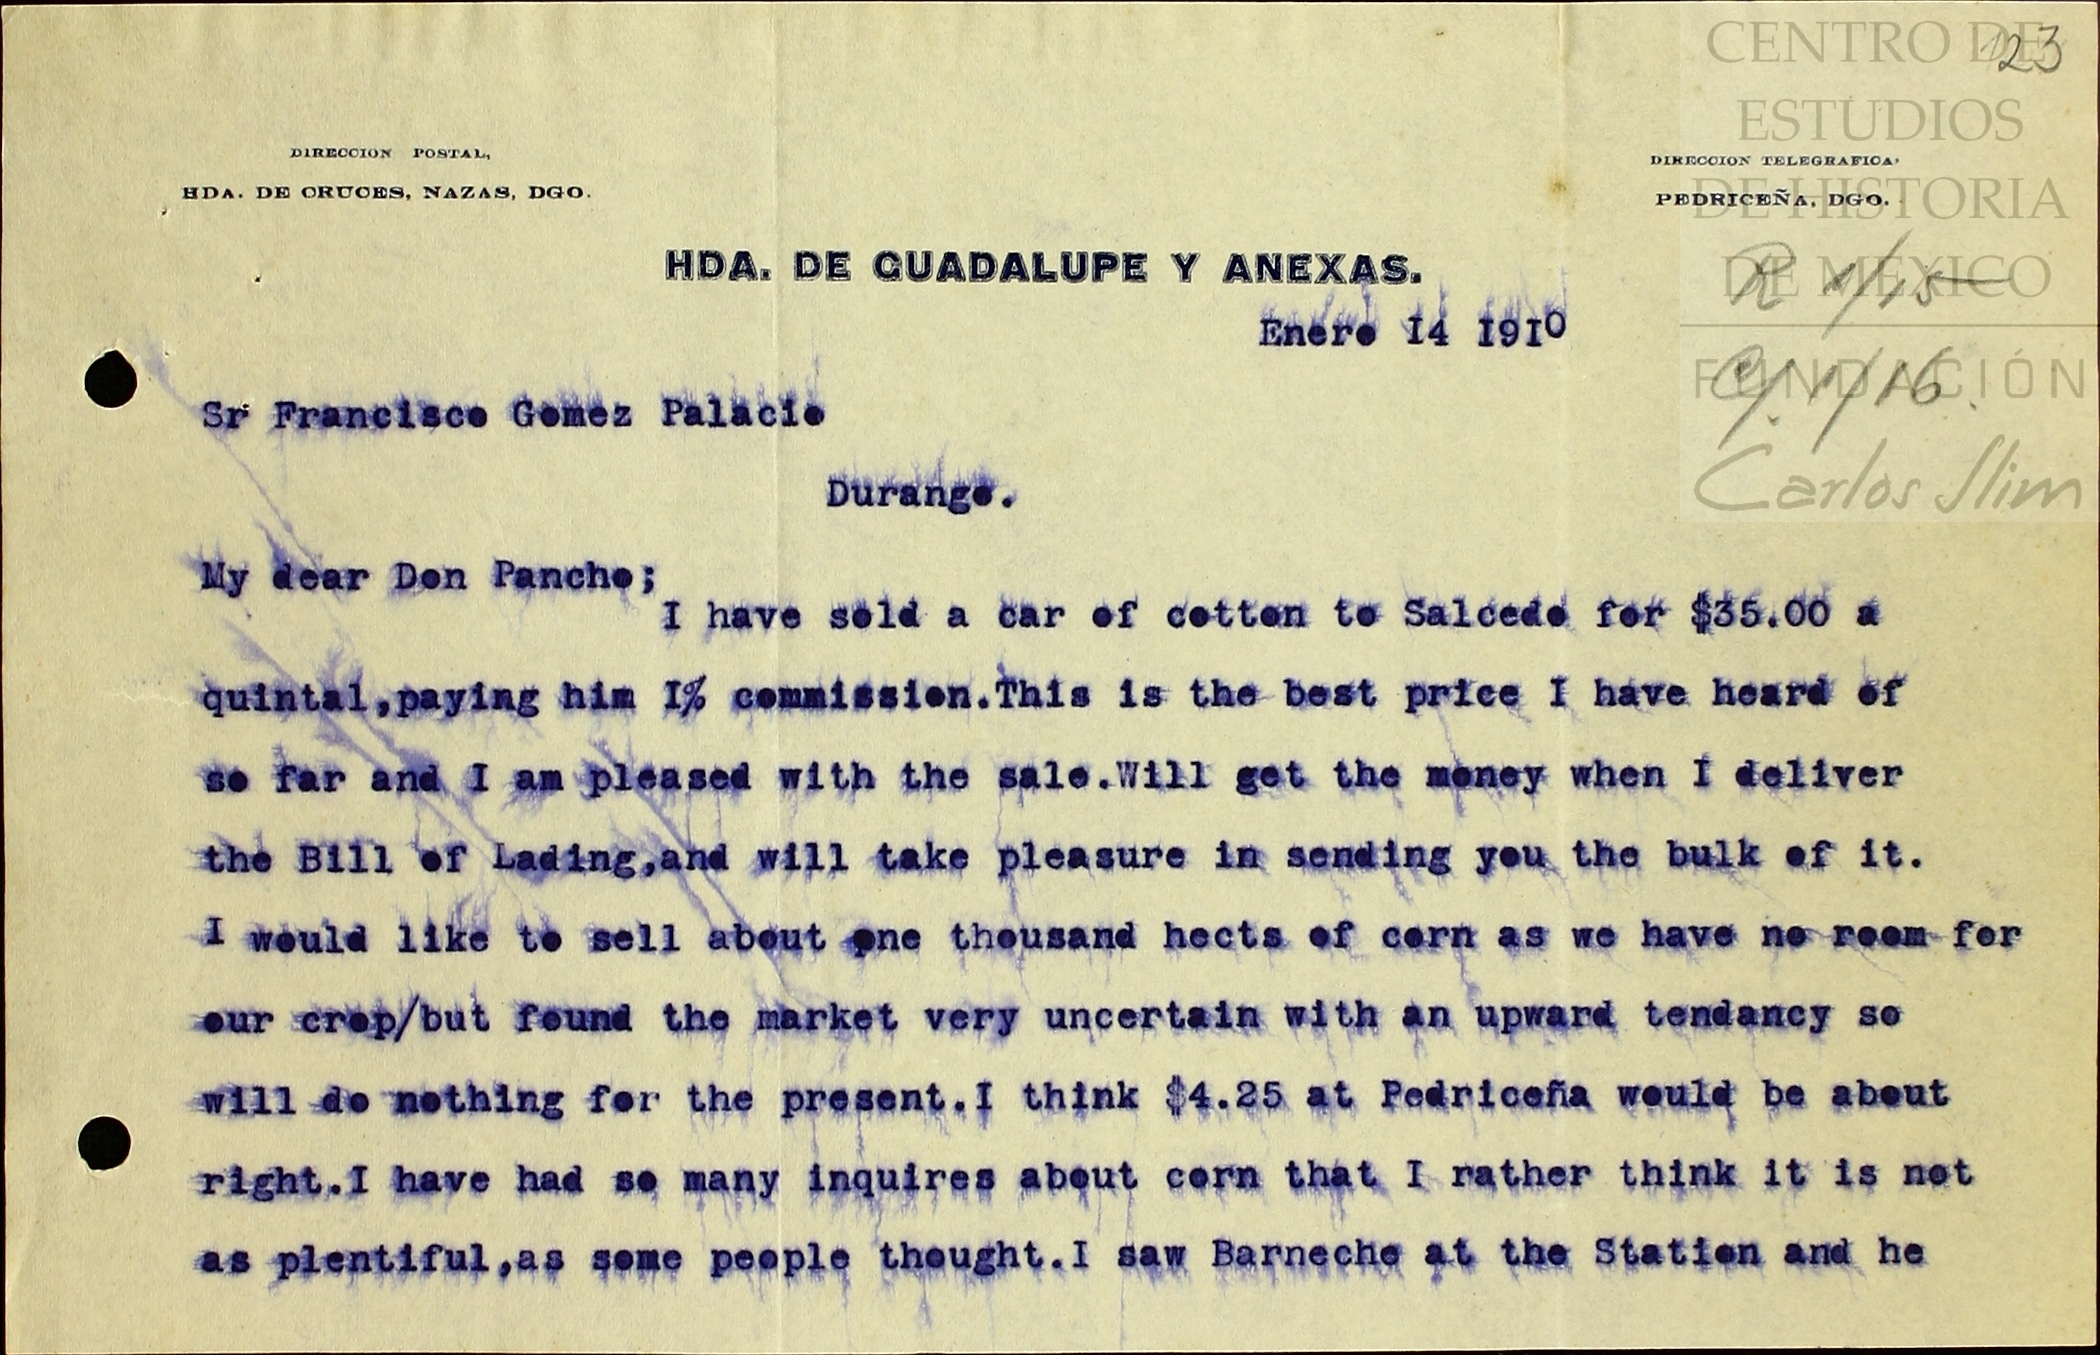 23
DIRECCION POSTAL,
HDA. DE CRUCES, NAZAS, DGO.
DIRECCION TELEGRAFICA,
PEDRICEÑA, DGO.
HDA. DE GUADALUPE Y ANEXAS.
R 1/15
Enero I4 I9I0
C/. 1/16.
Sr Francisco Gomez Palacio
Durango.
My dear Don Pancho;
I have sold a car of cotton to Salcedo for $35.00 a
quintal,paying him I% commission.This is the best price I have heard of
so far and I am pleased with the sale.Will get the money when I deliver
the Bill of Lading,and will take pleasure in sending you the bulk of it.
I would like to sell about one thousand hects of corn as we have no room for
our crop/but found the market very uncertain with an upward tendancy so
will do nothing for the present.I think $4.25 at Pedriceña would be about
right.I have had so many inquires about corn that I rather think it is not
as plentiful,as some people thought.I saw Barneche at the Station and he
CENTRO DE
ESTUDIOS
DE HISTORIA
DE MÉXICO
FUNDACIÓN
Carlos Slim